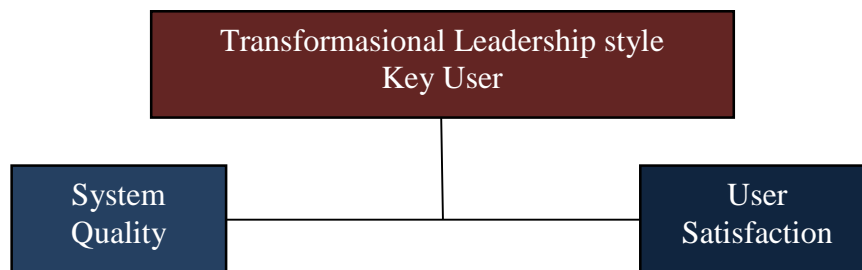 Transformasional Leadership style
Key User
System
Quality
User
Satisfaction